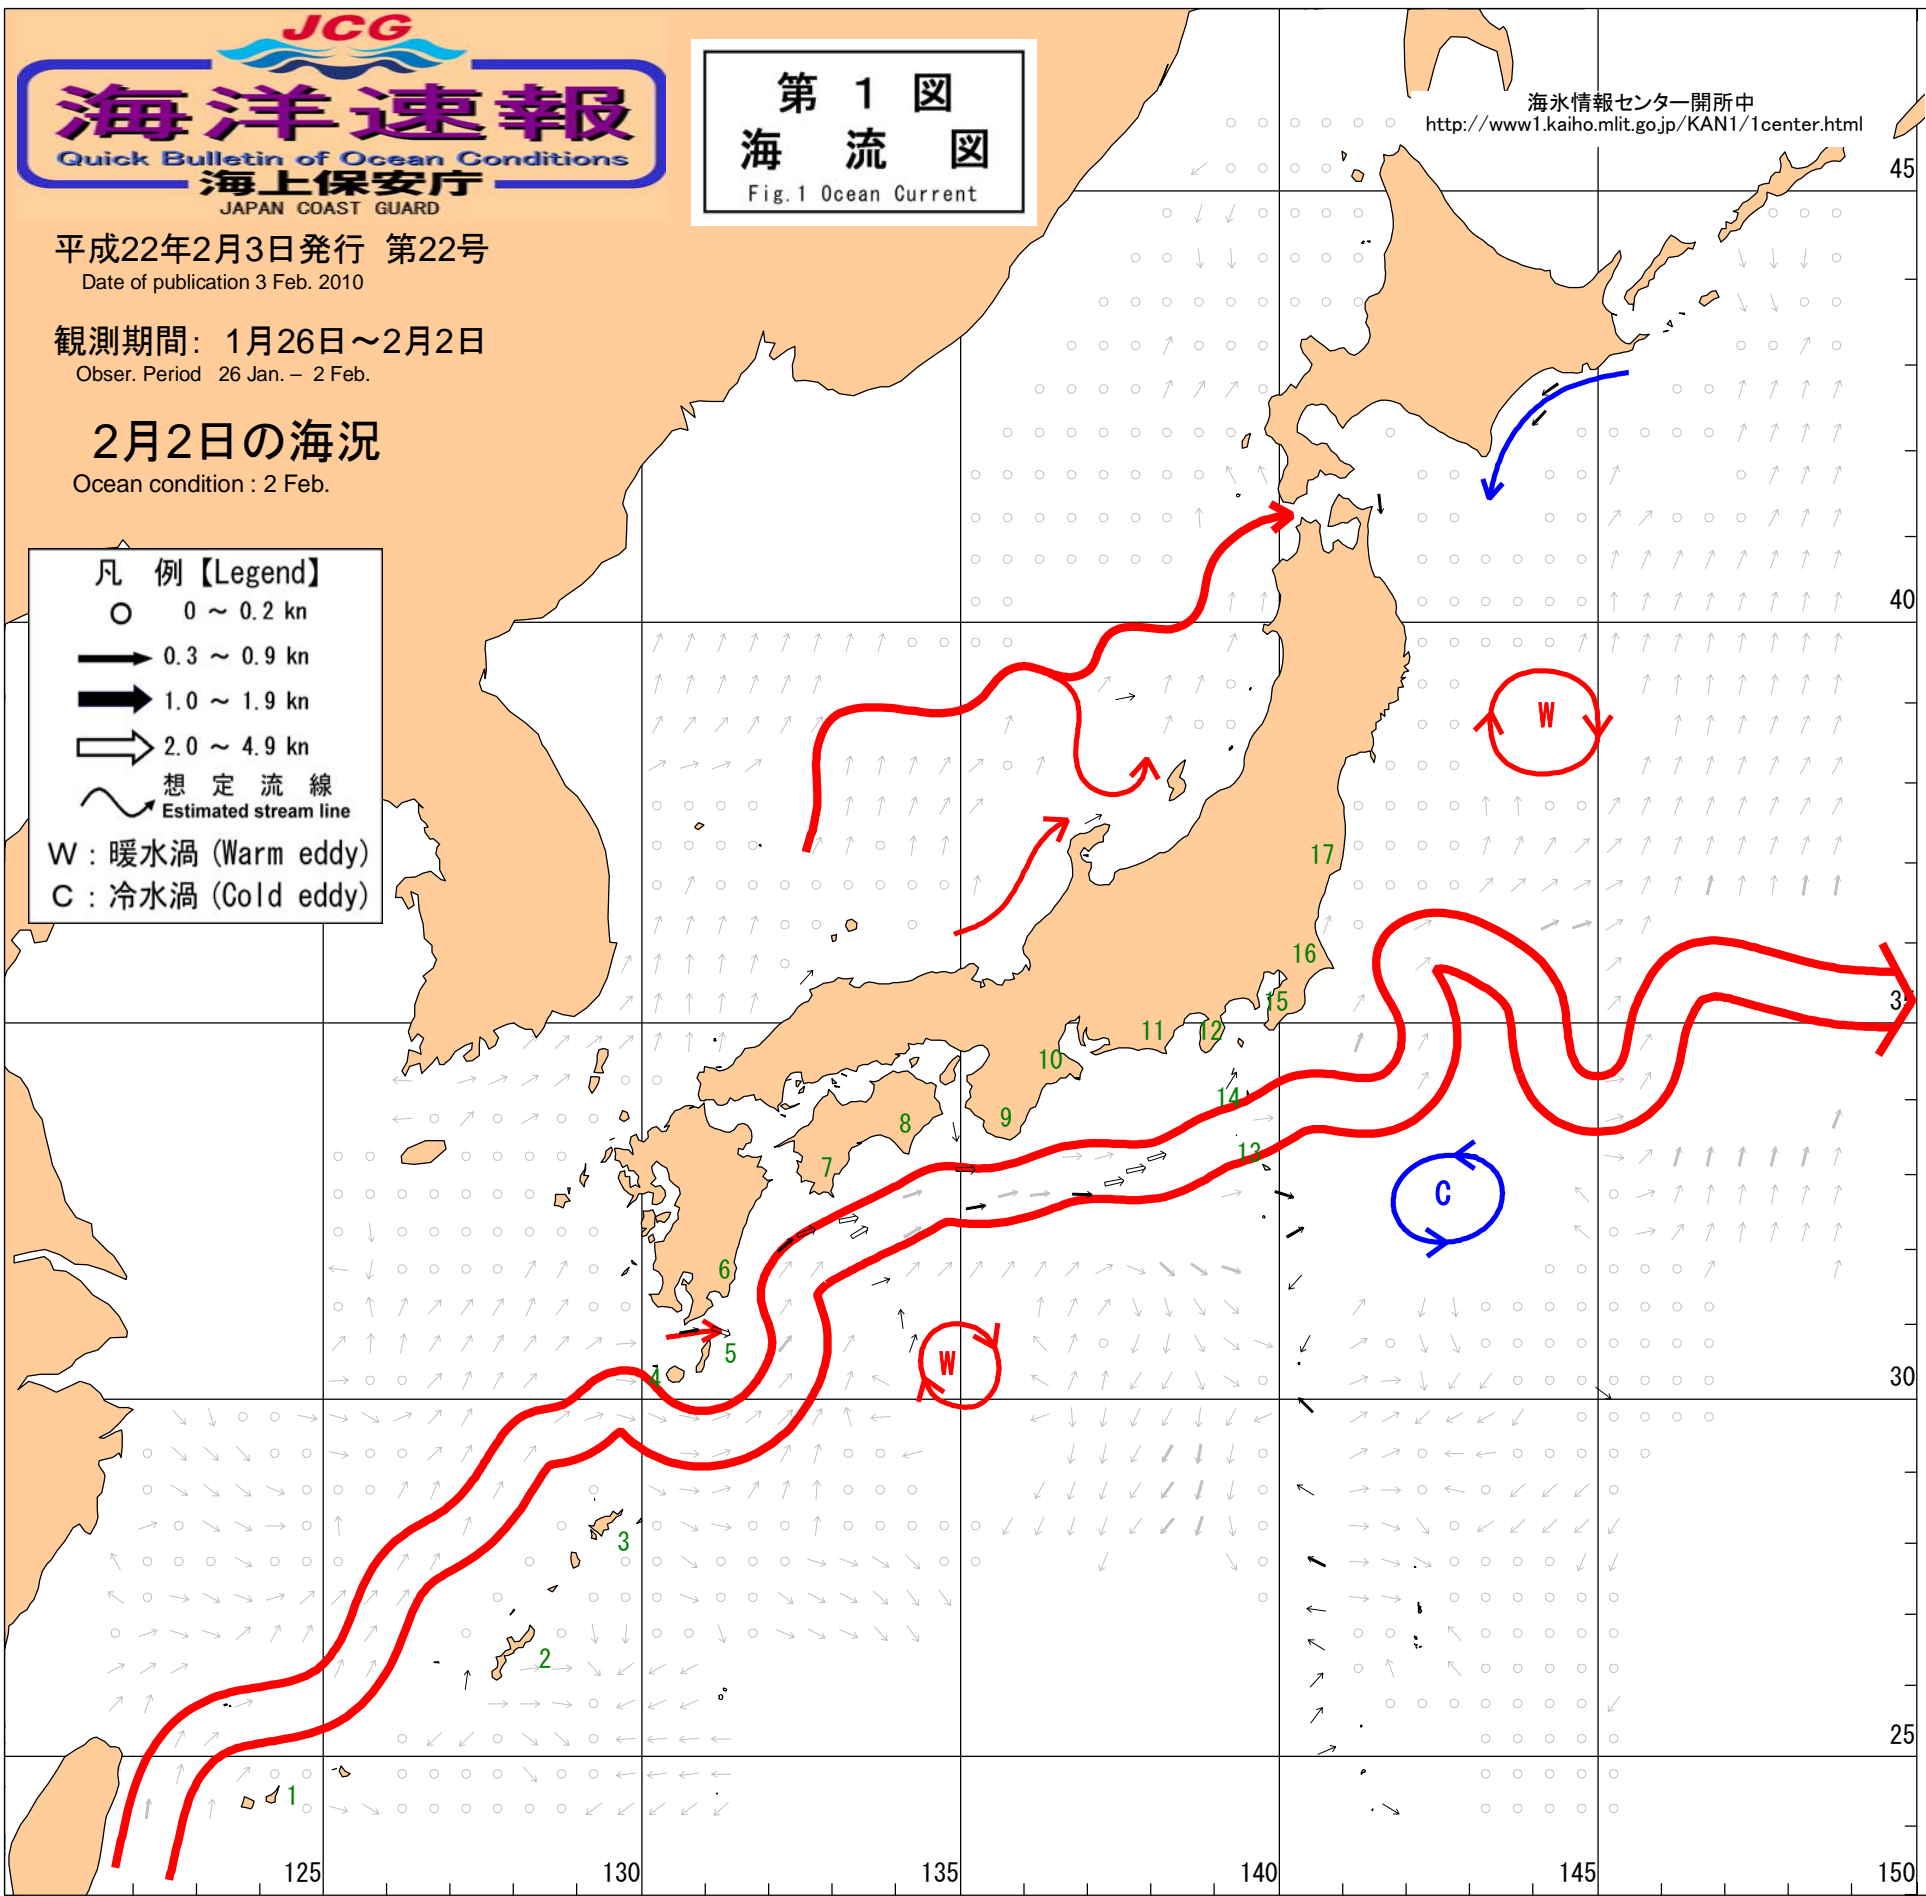 JCG
海洋速報
Quick Bulletin of Ocean Conditions
海上保安庁
JAPAN COAST GUARD
第 1 図
海 流 図
Fig.1 Ocean Current
海氷情報センター開所中
http://www1.kaiho.mlit.go.jp/KAN1/1center.html
平成22年2月3日発行 第22号
Date of publication 3 Feb. 2010
観測期間: 1月26日～2月2日
Obser. Period 26 Jan. – 2 Feb.
2月2日の海況
Ocean condition : 2 Feb.
凡 例【Legend】
0 ～ 0.2 kn
0.3 ～ 0.9 kn
1.0 ～ 1.9 kn
2.0 ～ 4.9 kn
想 定 流 線
Estimated stream line
W : 暖水渦 (Warm eddy)
C : 冷水渦 (Cold eddy)
45
40
W
17
16
35
15
11
12
10
14
9
8
13
7
C
6
5
W
4
30
3
2
25
1
125
130
135
140
145
150